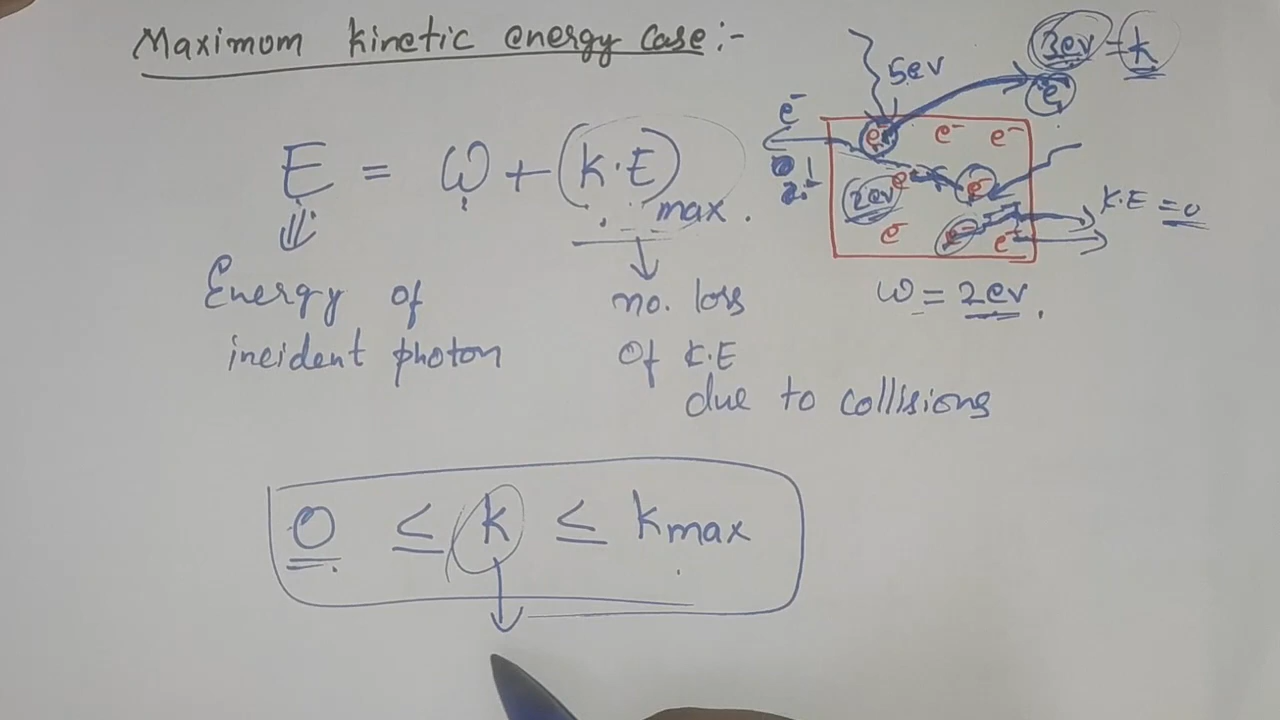 Maximum kinetic energy case:-
5ev
3ev = k
e-
e- e- e-
e-
2ev e- e-
K.E = 0
e- e- e-
ω = 2ev.
E = ω + (K.E)max.
Energy of incident photon
no. loss of K.E due to collisions
0 ≤ k ≤ kmax